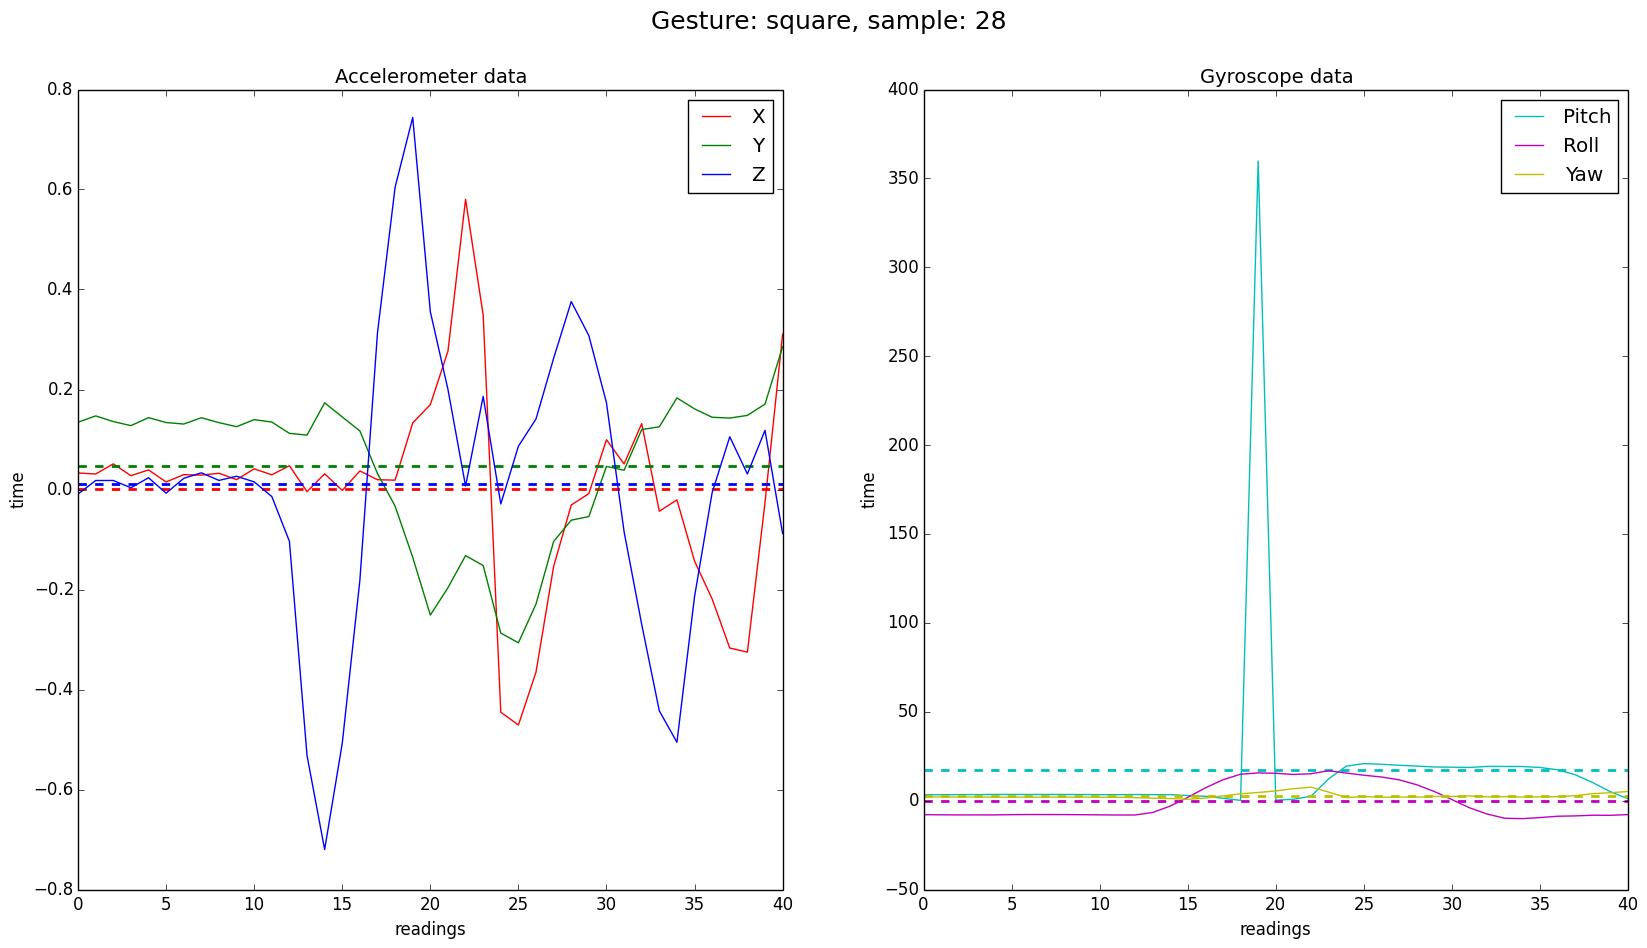 Gesture: square, sample: 28
Accelerometer data
0.8
0.6
0.4
0.2
0.0
−0.2
−0.4
−0.6
−0.8
time
0 5 10 15 20 25 30 35 40
readings
X
Y
Z
Gyroscope data
400
350
300
250
200
150
100
50
0
−50
time
0 5 10 15 20 25 30 35 40
readings
Pitch
Roll
Yaw